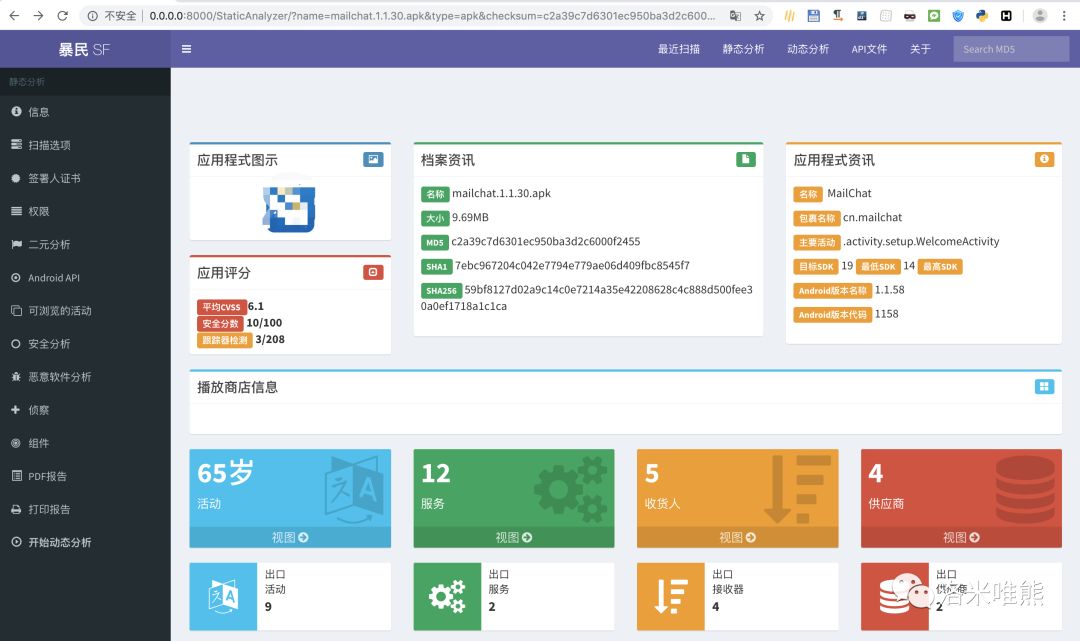 不安全 0.0.0.0:8000/StaticAnalyzer/?name=mailchat.1.1.30.apk&type=apk&checksum=c2a39c7d6301ec950ba3d2c600...
暴民 SF
最近扫描 静态分析 动态分析 API文件 关于 Search MD5
静态分析
信息
扫描选项
签署人证书
权限
二元分析
Android API
可浏览的活动
安全分析
恶意软件分析
侦察
组件
PDF报告
打印报告
开始动态分析
应用程式图示
应用评分
平均CVSS 6.1
安全分数 10/100
跟踪器检测 3/208
档案资讯
名称 mailchat.1.1.30.apk
大小 9.69MB
MD5 c2a39c7d6301ec950ba3d2c6000f2455
SHA1 7ebc967204c042e7794e779ae06d409fbc8545f7
SHA256 59bf8127d02a9c14c0e7214a35e42208628c4c888d500fee3
0a0ef1718a1c1ca
应用程式资讯
名称 MailChat
包裹名称 cn.mailchat
主要活动 .activity.setup.WelcomeActivity
目标SDK 19 最低SDK 14 最高SDK
Android版本名称 1.1.58
Android版本代码 1158
播放商店信息
65岁
活动
视图
12
服务
视图
5
收货人
视图
4
供应商
视图
出口
活动
9
出口
服务
2
出口
接收器
4
出口
供应商
2
洛米唯熊